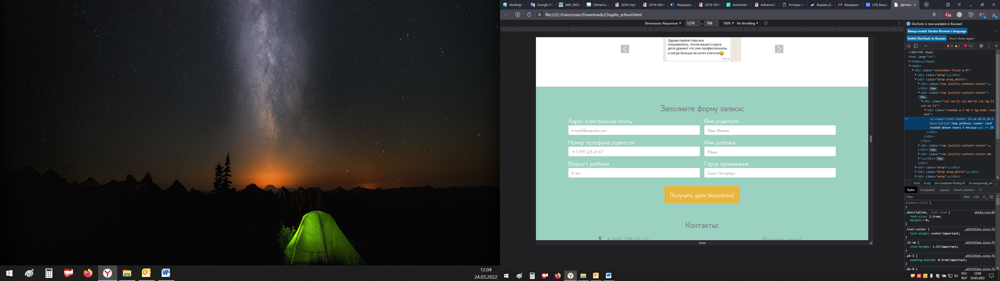 12:04
24.03.2022
desktop –
Google Пе
МИ_3650_
Область-а
2016-mp6-
2016-6464
Федераль
2019-5818
Automatec
Advanced
Роторы га
Яндекс.Ди
Входящие
(18) Входя
Детская
file:///C:/Users/user/Downloads/Chaplin_school.html
Dimensions: Responsive
1276
×
780
100%
No throttling
Здравствуйте! Нам все
понравилось .после вашего курса
дети думают что они профессионалы
и нигде больше не хотят учиться😀
16:13
Заполните форму записи:
Адрес электронной почты
Имя родителя
e-mail@example.com
Иван Иванов
Номер телефона родителя
Имя ребенка
+7 999 123 45 67
Маша
Возраст ребёнка
Город проживания
8 лет
Санкт-Петербург
Получить урок бесплатно!
Контакты:
8 999 238 50 60
@chaplin.school
DevTools is now available in Russian!
Always match Yandex Browser's language
Switch DevTools to Russian
Don't show again
12
3
153
<!DOCTYPE html>
<html lang="ru">
<head>…</head>
<body>
<div class="container-fluid p-0">
<div class="wrap">…</div>
<div class="wrap wrap_white">
<div class="row justify-content-center">…
</div> flex
<div class="row justify-content-center">
flex
<div class="col-sm-12 col-md-12 col-lg-12
col-xl-12">
<div class="shadow p-3 mb-3 bg-body roun
ded">
<p class="text-center lh-sm mb-0 pb-2
description">Ваш ребёнок снимет свой
первый фильм через 3 месяца</p> == $0
</div>
</div>
</div>
<div class="row justify-content-center">…
</div> flex
<div class="row justify-content-center mb-
5">…</div> flex
</div>
<div class="wrap">…</div>
<div class="wrap wrap_white">…</div>
<div class="wrap">…</div>
… html body div.container-fluid.p-0 div.wrap.wrap_wh …
Styles Computed Layout Event Listeners
Filter :hov .cls +
element.style {
}
.description, .list-item { style.css:67
font-size: 1.5rem;
margin: 0;
}
.text-center { _utilities.scss:71
text-align: center!important;
}
.lh-sm { _utilities.scss:71
line-height: 1.25!important;
}
.pb-2 { _utilities.scss:71
padding-bottom: 0.5rem!important;
}
.mb-0 { _utilities.scss:71
РУС
RUT
12:04
24.03.2022